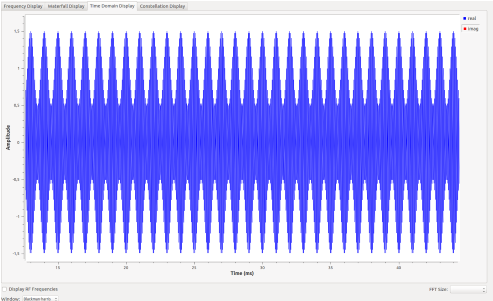 Frequency Display Waterfall Display Time Domain Display Constellation Display
real
imag
1.5
1
0.5
0
-0.5
-1
-1.5
Amplitude
15 20 25 30 35 40
Time (ms)
Display RF Frequencies
FFT Size:
Window: Blackman-harris